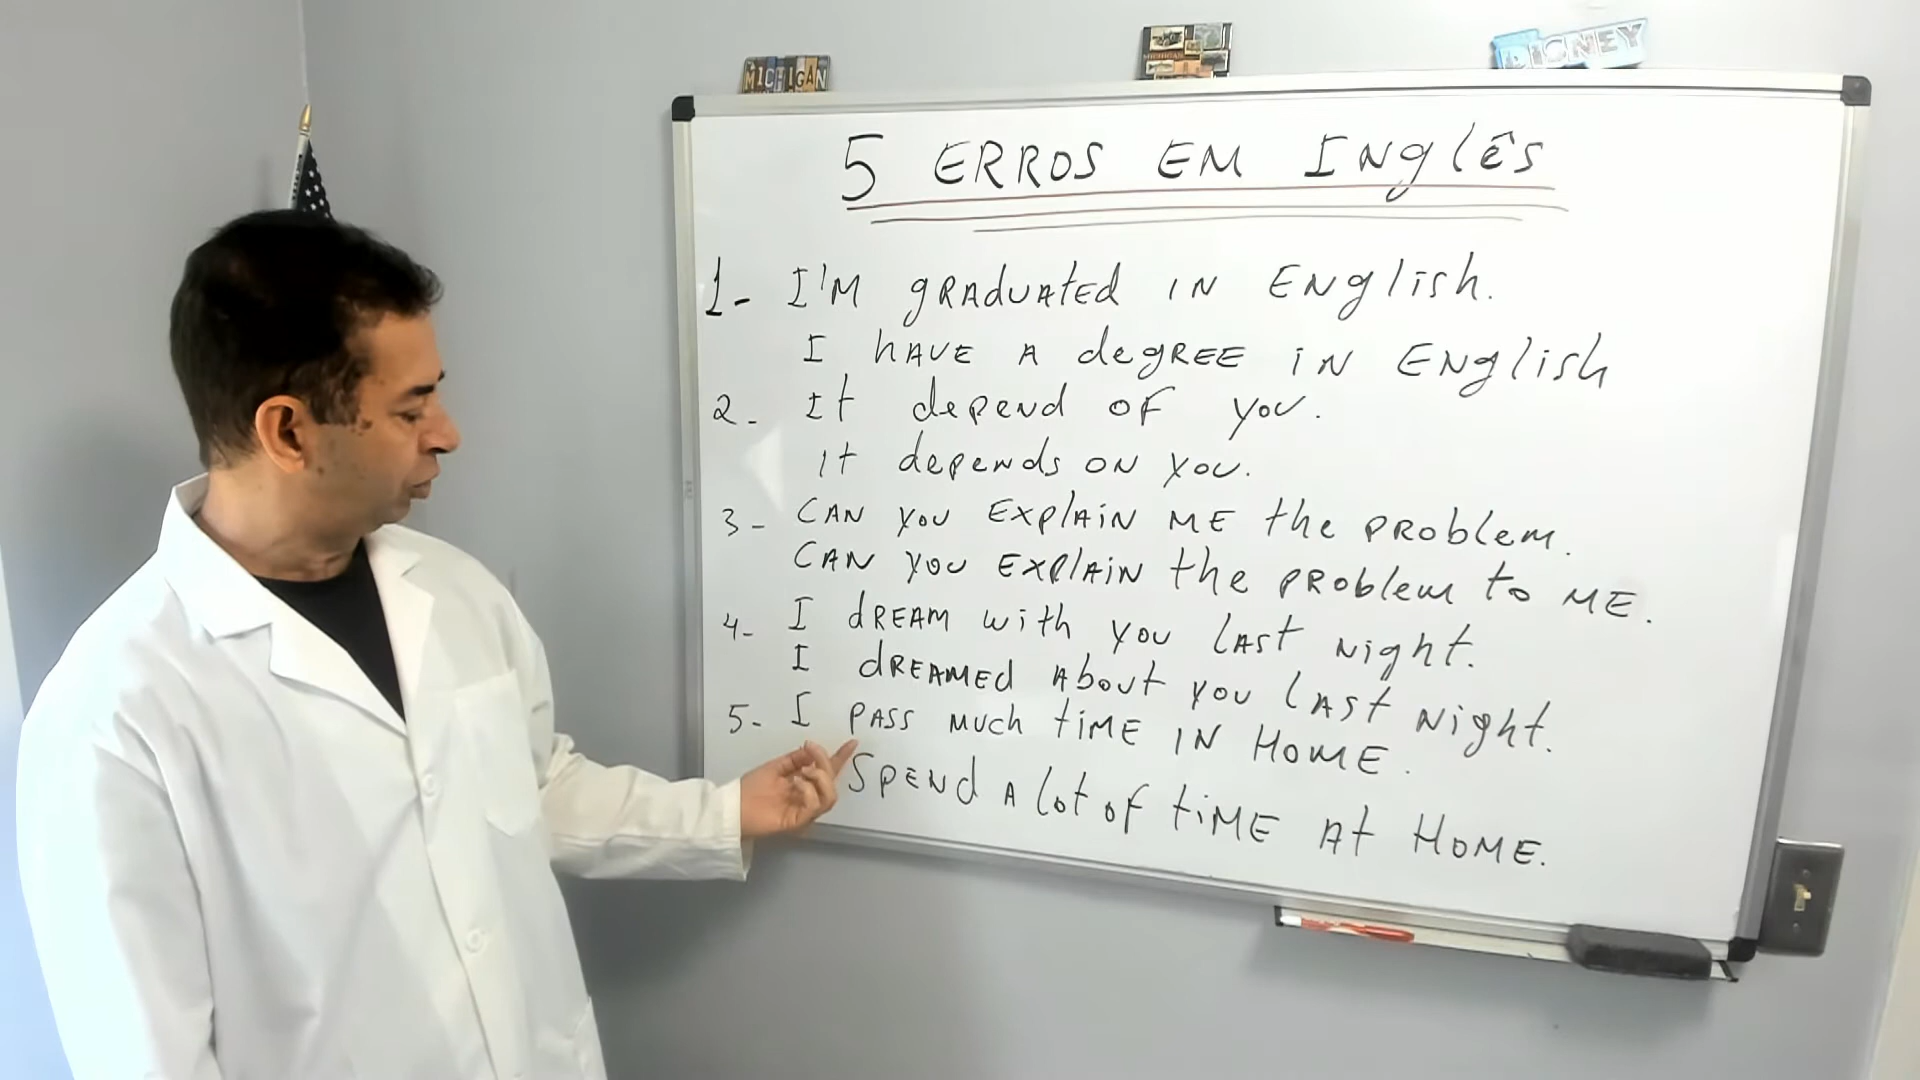 MICHIGAN
DISNEY
5 ERROS EM INGLÊS
1- I'M GRADUATED IN ENGLISH.
I HAVE A DEGREE IN ENGLISH
2- It depend OF YOU.
It depends ON YOU.
3- CAN YOU EXPLAIN ME the PROBLEM.
CAN YOU EXPLAIN the PROBLEM to ME.
4- I dREAM with YOU LAST Night.
I dREAMED ABOUT YOU LAST Night.
5- I PASS MUCH tIME IN HOME.
SPENd A lot of tIME At HOME.